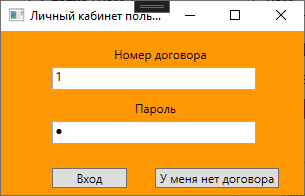 Личный кабинет поль...
Номер договора
1
Пароль
●
Вход
У меня нет договора